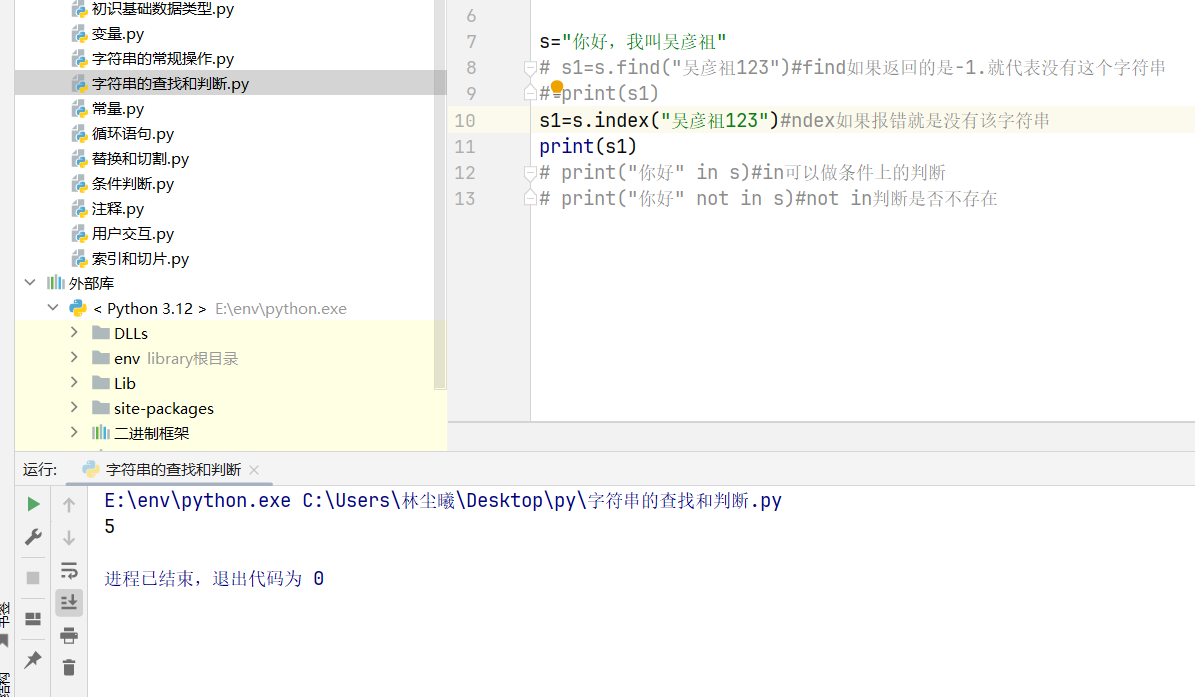 初识基础数据类型.py
变量.py
字符串的常规操作.py
字符串的查找和判断.py
常量.py
循环语句.py
替换和切割.py
条件判断.py
注释.py
用户交互.py
索引和切片.py
外部库
< Python 3.12 > E:\env\python.exe
DLLs
env library根目录
Lib
site-packages
二进制框架
6
7 s="你好，我叫吴彦祖"
8 # s1=s.find("吴彦祖123")#find如果返回的是-1.就代表没有这个字符串
9 # print(s1)
10 s1=s.index("吴彦祖123")#ndex如果报错就是没有该字符串
11 print(s1)
12 # print("你好" in s)#in可以做条件上的判断
13 # print("你好" not in s)#not in判断是否不存在
运行: 字符串的查找和判断
E:\env\python.exe C:\Users\林尘曦\Desktop\py\字符串的查找和判断.py
5
进程已结束，退出代码为 0
书签